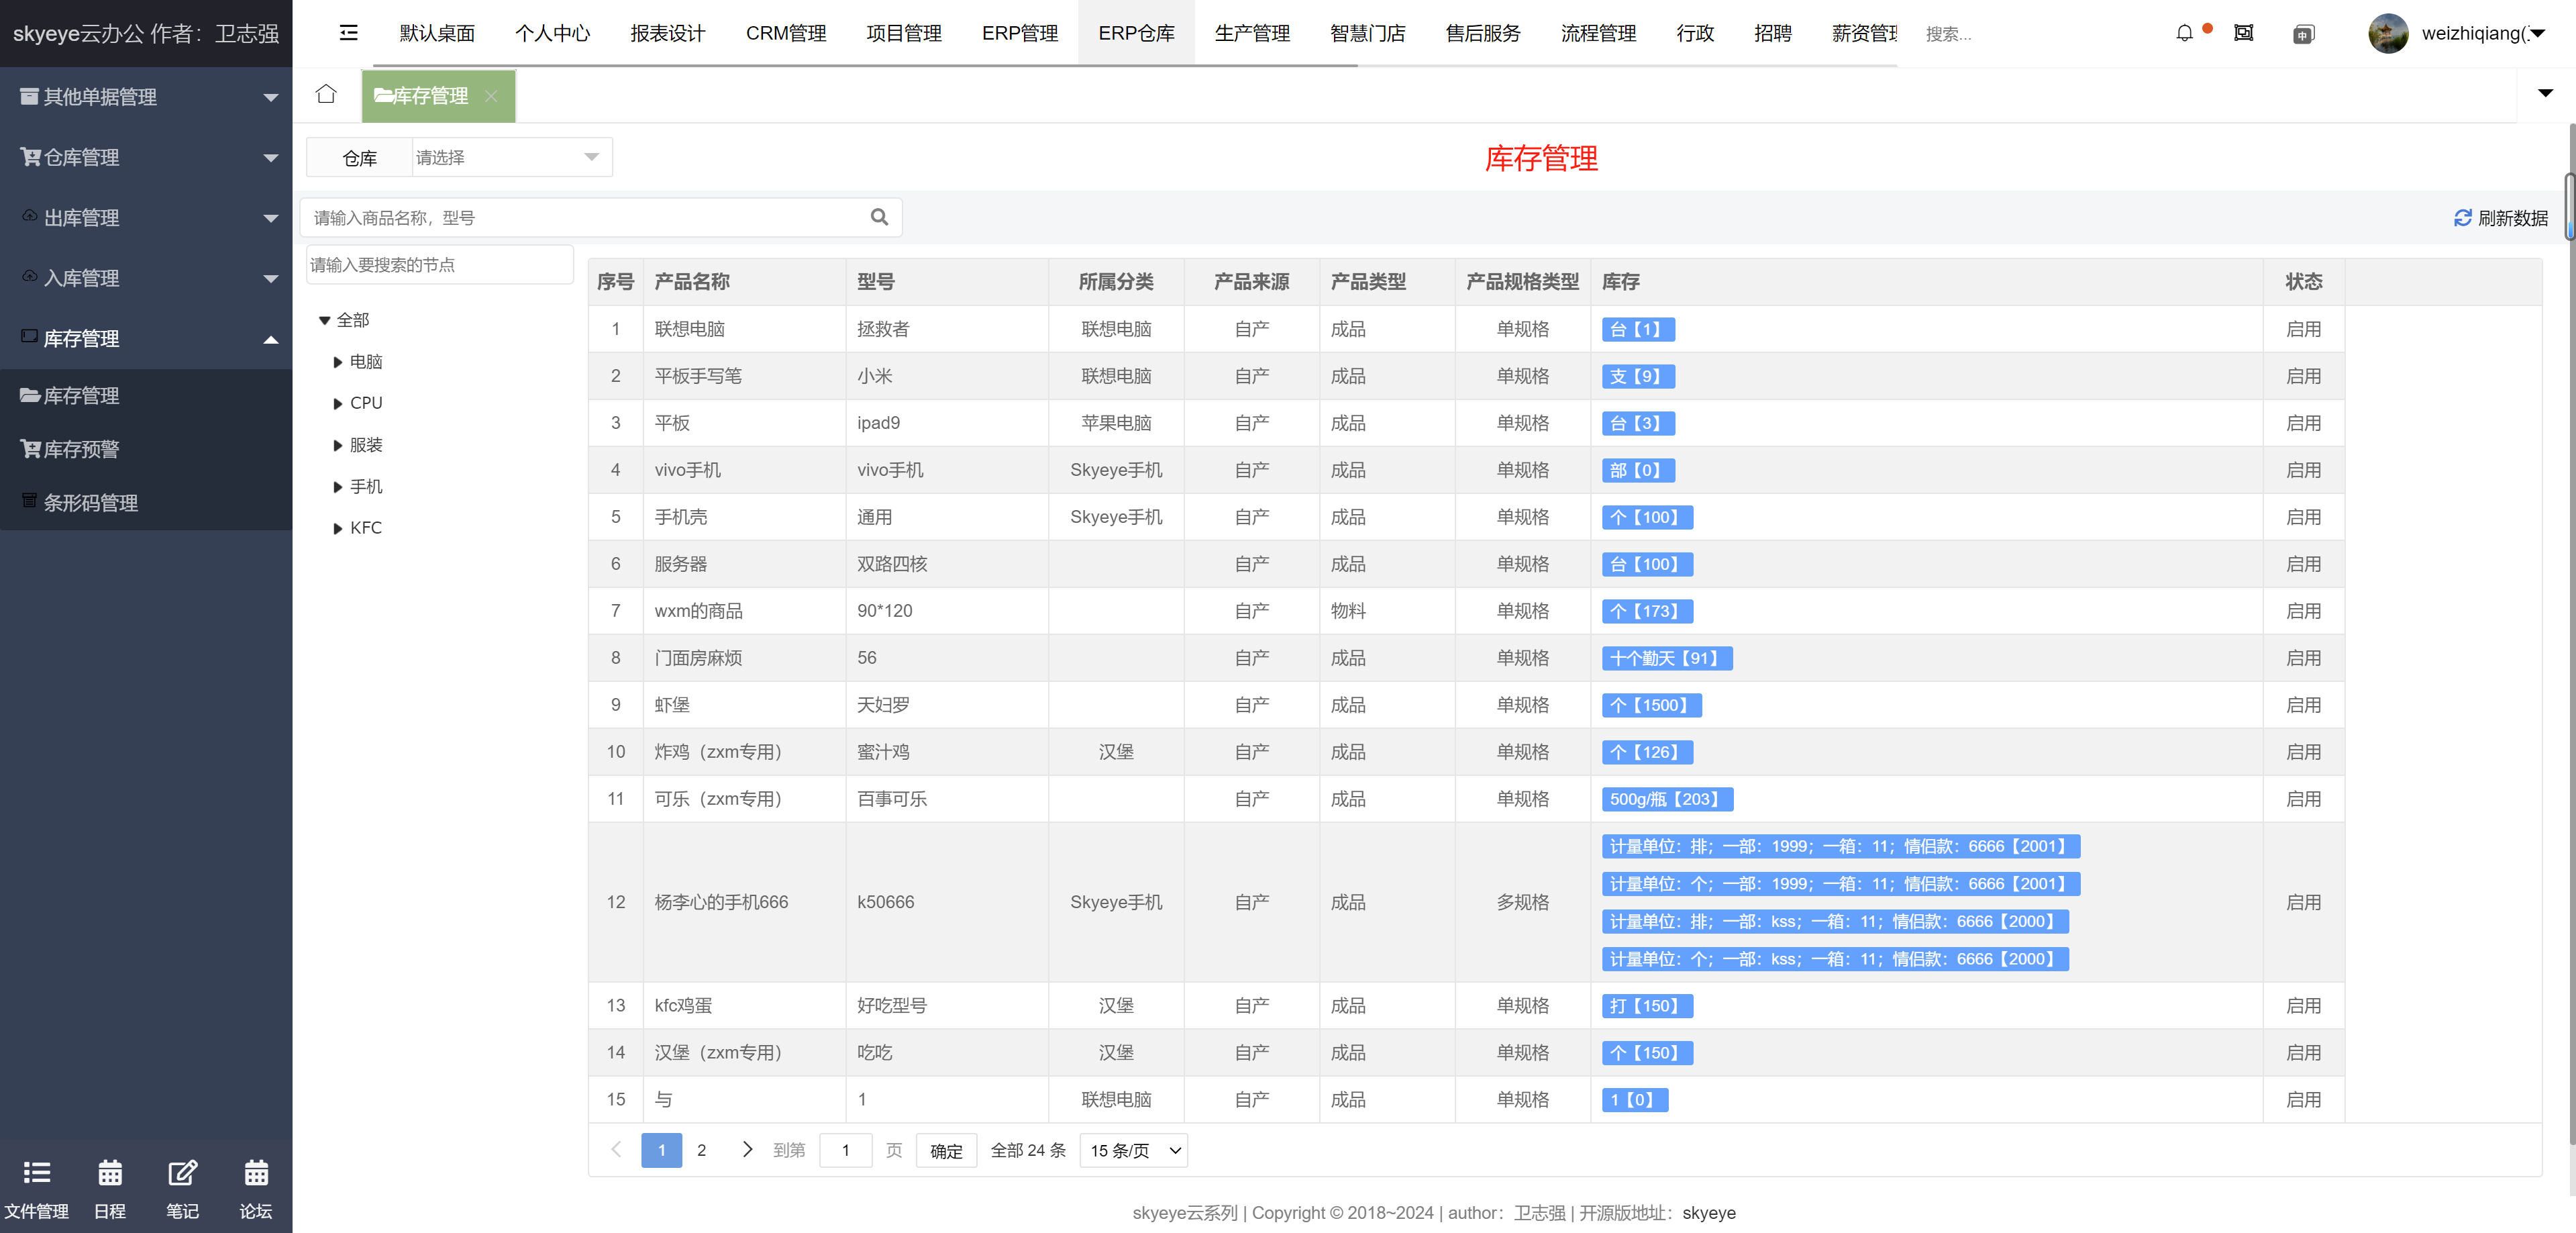 skyeye云办公 作者：卫志强
默认桌面 个人中心 报表设计 CRM管理 项目管理 ERP管理 ERP仓库 生产管理 智慧门店 售后服务 流程管理 行政 招聘 薪资管理 搜索... 中 weizhiqiang(
其他单据管理
仓库管理
出库管理
入库管理
库存管理
库存管理
库存预警
条形码管理
文件管理 日程 笔记 论坛
库存管理
仓库 请选择
库存管理
请输入商品名称，型号
刷新数据
请输入要搜索的节点
全部
电脑
CPU
服装
手机
KFC
序号 产品名称 型号 所属分类 产品来源 产品类型 产品规格类型 库存 状态
1 联想电脑 拯救者 联想电脑 自产 成品 单规格 台【1】 启用
2 平板手写笔 小米 联想电脑 自产 成品 单规格 支【9】 启用
3 平板 ipad9 苹果电脑 自产 成品 单规格 台【3】 启用
4 vivo手机 vivo手机 Skyeye手机 自产 成品 单规格 部【0】 启用
5 手机壳 通用 Skyeye手机 自产 成品 单规格 个【100】 启用
6 服务器 双路四核 自产 成品 单规格 台【100】 启用
7 wxm的商品 90*120 自产 物料 单规格 个【173】 启用
8 门面房麻烦 56 自产 成品 单规格 十个勤天【91】 启用
9 虾堡 天妇罗 自产 成品 单规格 个【1500】 启用
10 炸鸡（zxm专用） 蜜汁鸡 汉堡 自产 成品 单规格 个【126】 启用
11 可乐（zxm专用） 百事可乐 自产 成品 单规格 500g/瓶【203】 启用
12 杨李心的手机666 k50666 Skyeye手机 自产 成品 多规格 计量单位：排；一部：1999；一箱：11；情侣款：6666【2001】 启用
计量单位：个；一部：1999；一箱：11；情侣款：6666【2001】
计量单位：排；一部：kss；一箱：11；情侣款：6666【2000】
计量单位：个；一部：kss；一箱：11；情侣款：6666【2000】
13 kfc鸡蛋 好吃型号 汉堡 自产 成品 单规格 打【150】 启用
14 汉堡（zxm专用） 吃吃 汉堡 自产 成品 单规格 个【150】 启用
15 与 1 联想电脑 自产 成品 单规格 1【0】 启用
1 2 到第 1 页 确定 全部 24 条 15 条/页
skyeye云系列 | Copyright © 2018~2024 | author：卫志强 | 开源版地址：skyeye